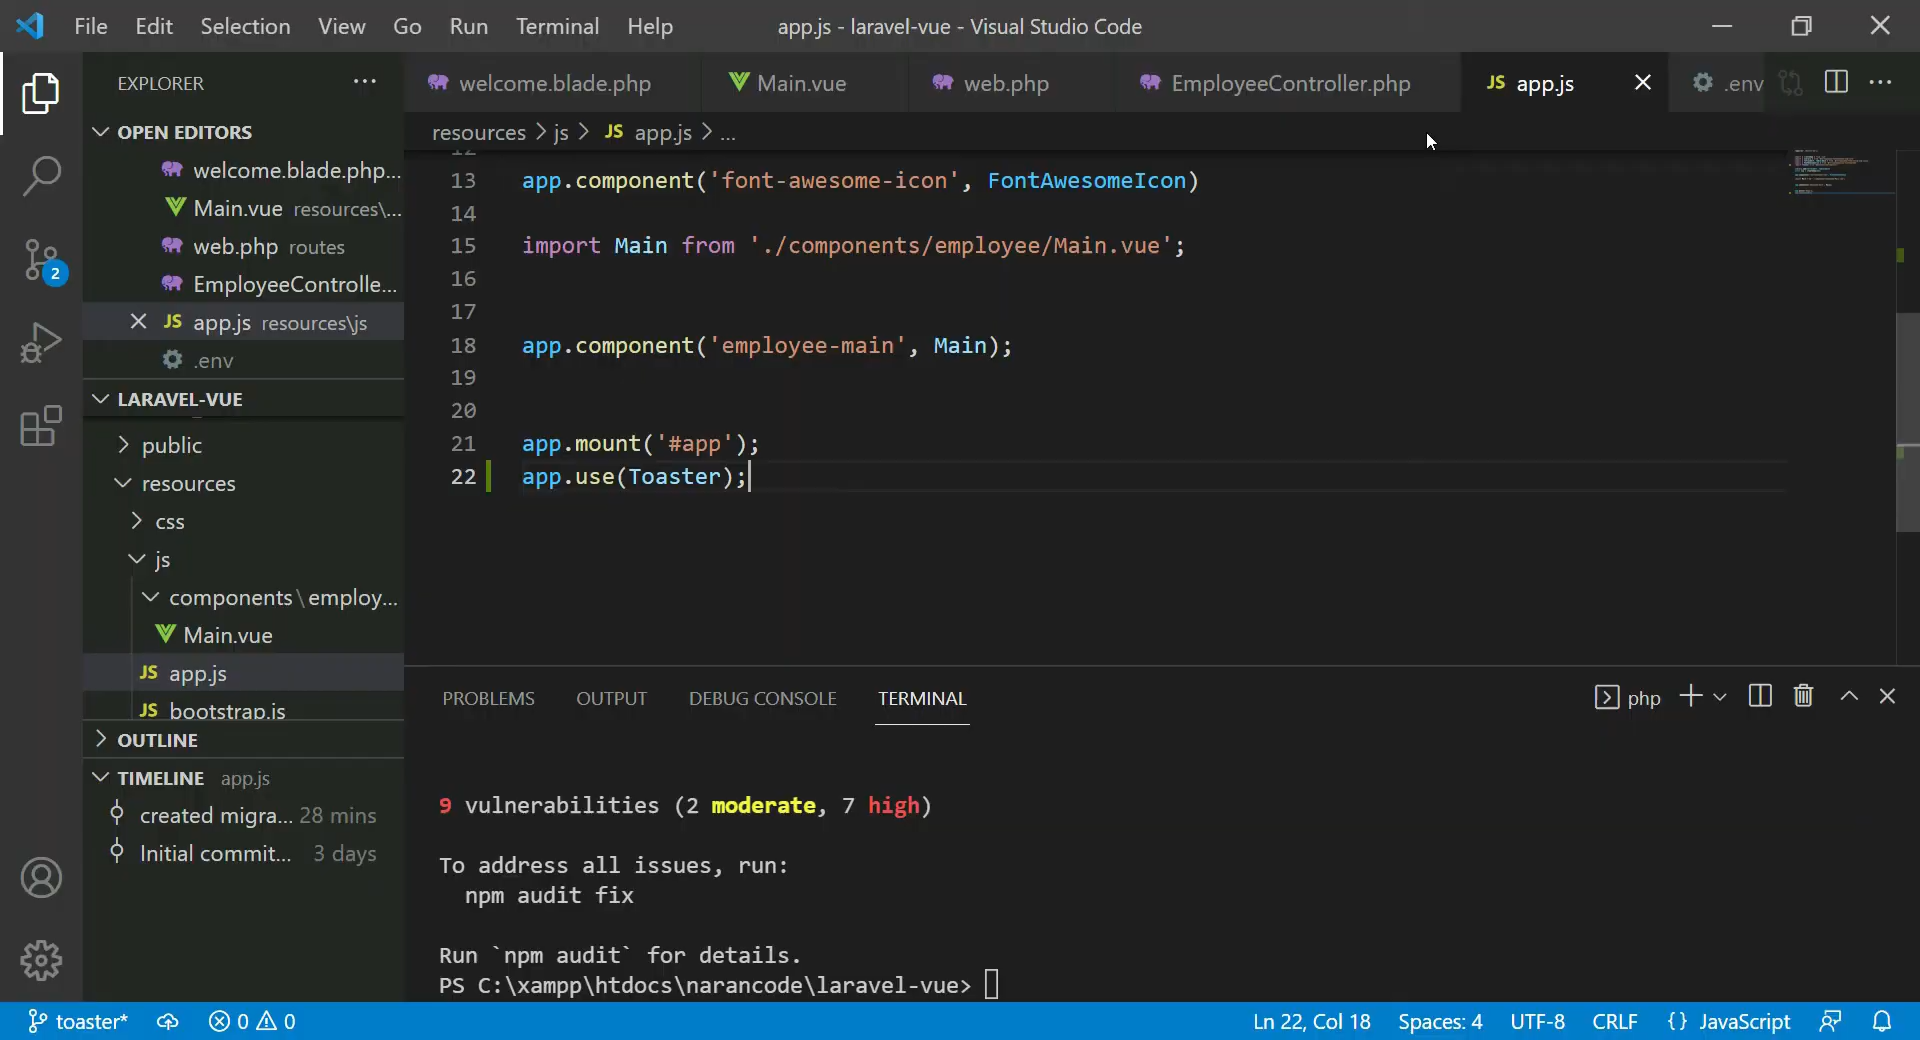 File Edit Selection View Go Run Terminal Help app.js - laravel-vue - Visual Studio Code
EXPLORER ...
OPEN EDITORS
welcome.blade.php...
Main.vue resources\...
web.php routes
EmployeeControlle...
JS app.js resources\js
.env
LARAVEL-VUE
public
resources
css
js
components\employ...
Main.vue
JS app.js
JS bootstrap.js
OUTLINE
TIMELINE app.js
created migra... 28 mins
Initial commit... 3 days
2
welcome.blade.php Main.vue web.php EmployeeController.php JS app.js .env ...
resources > js > JS app.js > ...
12
13 app.component('font-awesome-icon', FontAwesomeIcon)
14
15 import Main from './components/employee/Main.vue';
16
17
18 app.component('employee-main', Main);
19
20
21 app.mount('#app');
22 app.use(Toaster);
PROBLEMS OUTPUT DEBUG CONSOLE TERMINAL php
9 vulnerabilities (2 moderate, 7 high)
To address all issues, run:
npm audit fix
Run `npm audit` for details.
PS C:\xampp\htdocs\narancode\laravel-vue>
toaster* 0 0 Ln 22, Col 18 Spaces: 4 UTF-8 CRLF {} JavaScript